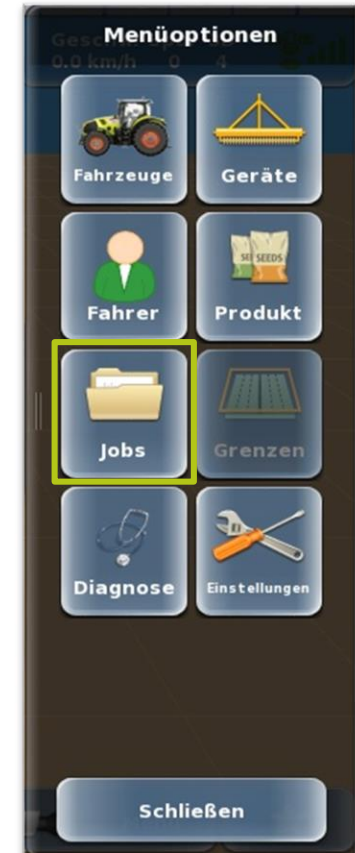 Menüoptionen
0.0 km/h 0 4
Fahrzeuge
Geräte
SEEDS
Fahrer
Produkt
Jobs
Grenzen
Diagnose
Einstellungen
Schließen